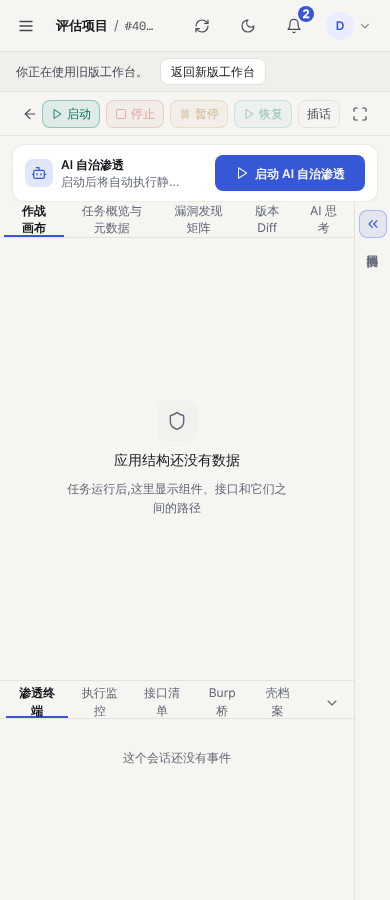 评估项目 / #40…
2
D
你正在使用旧版工作台。 返回新版工作台
启动 停止 暂停 恢复 插话
AI 自治渗透
启动后将自动执行静…
启动 AI 自治渗透
作战画布
任务概览与元数据
漏洞发现矩阵
版本 Diff
AI 思考
应用结构还没有数据
任务运行后,这里显示组件、接口和它们之
间的路径
渗透终端
执行监控
接口清单
Burp 桥
壳档案
这个会话还没有事件